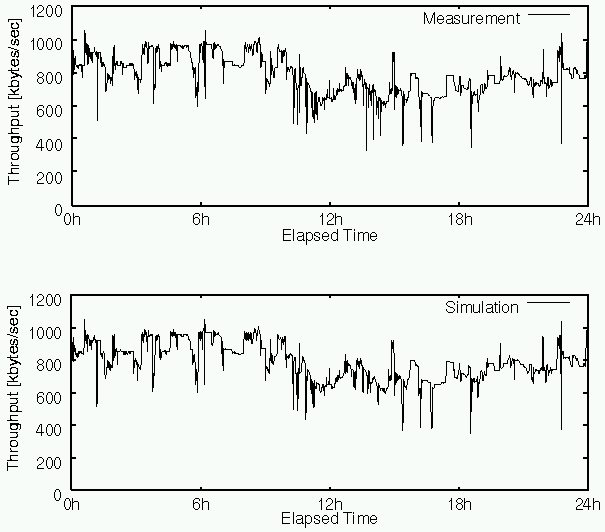 1200
Measurement
1000
800
600
400
200
0
Throughput [kbytes/sec]
0h 6h 12h 18h 24h
Elapsed Time
1200
Simulation
1000
800
600
400
200
0
Throughput [kbytes/sec]
0h 6h 12h 18h 24h
Elapsed Time